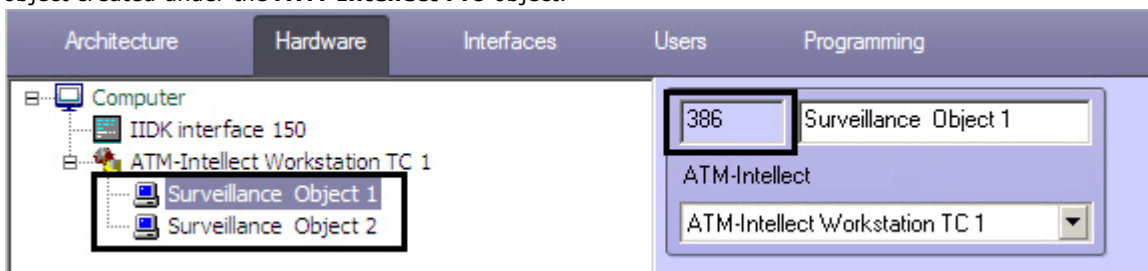 object created under the ATM-Intellect Pro object.
Architecture Hardware Interfaces Users Programming
Computer
IIDK interface 150
ATM-Intellect Workstation TC 1
Surveillance Object 1
Surveillance Object 2
386 Surveillance Object 1
ATM-Intellect
ATM-Intellect Workstation TC 1